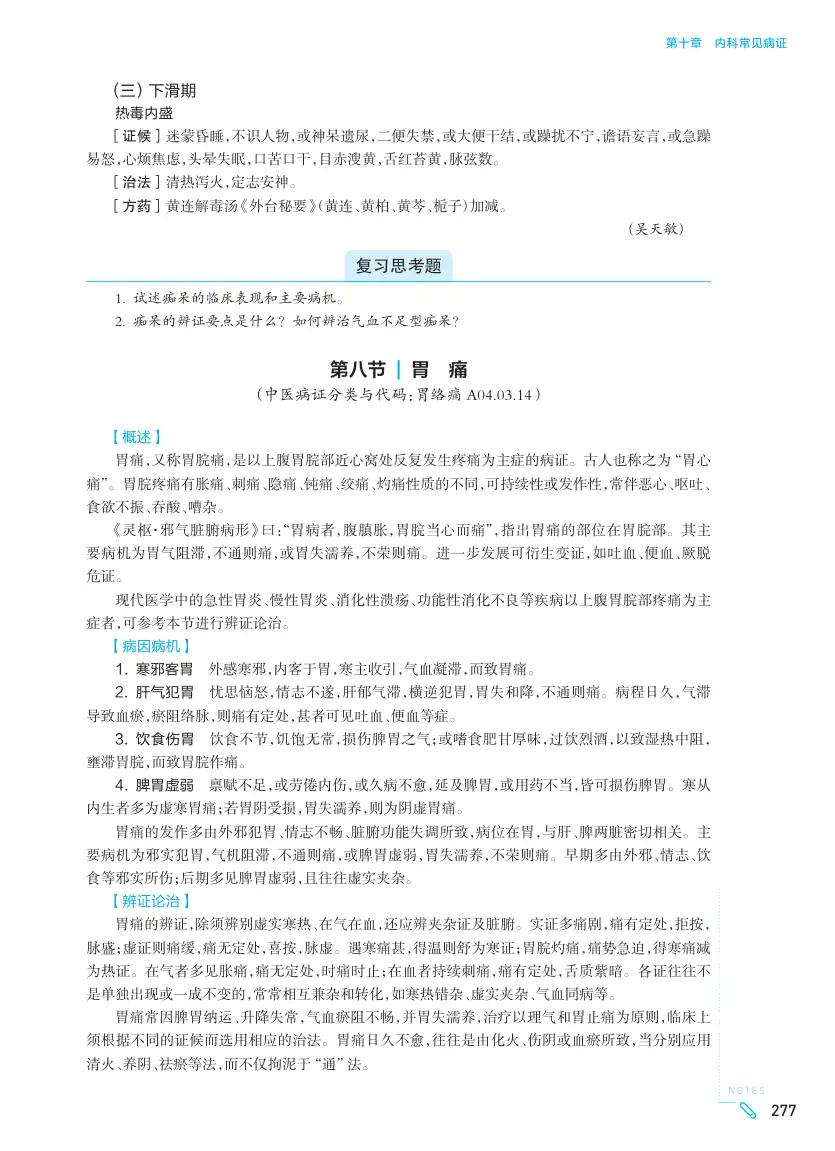 第十章 内科常见病证
（三）下滑期
热毒内盛
［证候］迷蒙昏睡，不识人物，或神呆遗尿，二便失禁，或大便干结，或躁扰不宁，谵语妄言，或急躁
易怒，心烦焦虑，头晕失眠，口苦口干，目赤溲黄，舌红苔黄，脉弦数。
［治法］清热泻火，定志安神。
［方药］黄连解毒汤《外台秘要》（黄连、黄柏、黄芩、栀子）加减。
（吴天敏）
复习思考题
1. 试述痴呆的临床表现和主要病机。
2. 痴呆的辨证要点是什么？如何辨治气血不足型痴呆？
第八节 | 胃 痛
（中医病证分类与代码：胃络痛 A04.03.14）
【概述】
胃痛，又称胃脘痛，是以上腹胃脘部近心窝处反复发生疼痛为主症的病证。古人也称之为“胃心
痛”。胃脘疼痛有胀痛、刺痛、隐痛、钝痛、绞痛、灼痛性质的不同，可持续性或发作性，常伴恶心、呕吐、
食欲不振、吞酸、嘈杂。
《灵枢·邪气脏腑病形》曰：“胃病者，腹䐜胀，胃脘当心而痛”，指出胃痛的部位在胃脘部。其主
要病机为胃气阻滞，不通则痛，或胃失濡养，不荣则痛。进一步发展可衍生变证，如吐血、便血、厥脱
危证。
现代医学中的急性胃炎、慢性胃炎、消化性溃疡、功能性消化不良等疾病以上腹胃脘部疼痛为主
症者，可参考本节进行辨证论治。
【病因病机】
1. 寒邪客胃 外感寒邪，内客于胃，寒主收引，气血凝滞，而致胃痛。
2. 肝气犯胃 忧思恼怒，情志不遂，肝郁气滞，横逆犯胃，胃失和降，不通则痛。病程日久，气滞
导致血瘀，瘀阻络脉，则痛有定处，甚者可见吐血、便血等症。
3. 饮食伤胃 饮食不节，饥饱无常，损伤脾胃之气；或嗜食肥甘厚味，过饮烈酒，以致湿热中阻，
壅滞胃脘，而致胃脘作痛。
4. 脾胃虚弱 禀赋不足，或劳倦内伤，或久病不愈，延及脾胃，或用药不当，皆可损伤脾胃。寒从
内生者多为虚寒胃痛；若胃阴受损，胃失濡养，则为阴虚胃痛。
胃痛的发作多由外邪犯胃、情志不畅、脏腑功能失调所致，病位在胃，与肝、脾两脏密切相关。主
要病机为邪实犯胃，气机阻滞，不通则痛，或脾胃虚弱，胃失濡养，不荣则痛。早期多由外邪、情志、饮
食等邪实所伤；后期多见脾胃虚弱，且往往虚实夹杂。
【辨证论治】
胃痛的辨证，除须辨别虚实寒热、在气在血，还应辨夹杂证及脏腑。实证多痛剧，痛有定处，拒按，
脉盛；虚证则痛缓，痛无定处，喜按，脉虚。遇寒痛甚，得温则舒为寒证；胃脘灼痛，痛势急迫，得寒痛减
为热证。在气者多见胀痛，痛无定处，时痛时止；在血者持续刺痛，痛有定处，舌质紫暗。各证往往不
是单独出现或一成不变的，常常相互兼杂和转化，如寒热错杂、虚实夹杂、气血同病等。
胃痛常因脾胃纳运、升降失常，气血瘀阻不畅，并胃失濡养，治疗以理气和胃止痛为原则，临床上
须根据不同的证候而选用相应的治法。胃痛日久不愈，往往是由化火、伤阴或血瘀所致，当分别应用
清火、养阴、祛瘀等法，而不仅拘泥于“通”法。
NOTES
277